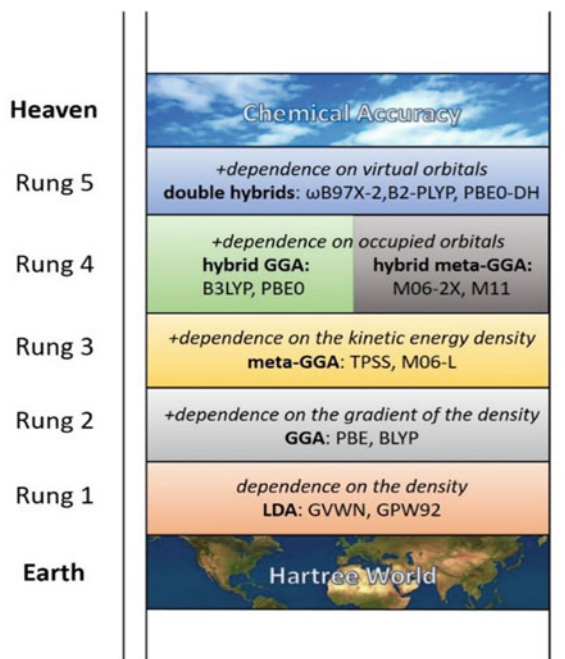 Heaven
Chemical Accuracy
Rung 5
+dependence on virtual orbitals
double hybrids: ωB97X-2,B2-PLYP, PBE0-DH
Rung 4
+dependence on occupied orbitals
hybrid GGA:
B3LYP, PBE0
hybrid meta-GGA:
M06-2X, M11
Rung 3
+dependence on the kinetic energy density
meta-GGA: TPSS, M06-L
Rung 2
+dependence on the gradient of the density
GGA: PBE, BLYP
Rung 1
dependence on the density
LDA: GVWN, GPW92
Earth
Hartree World